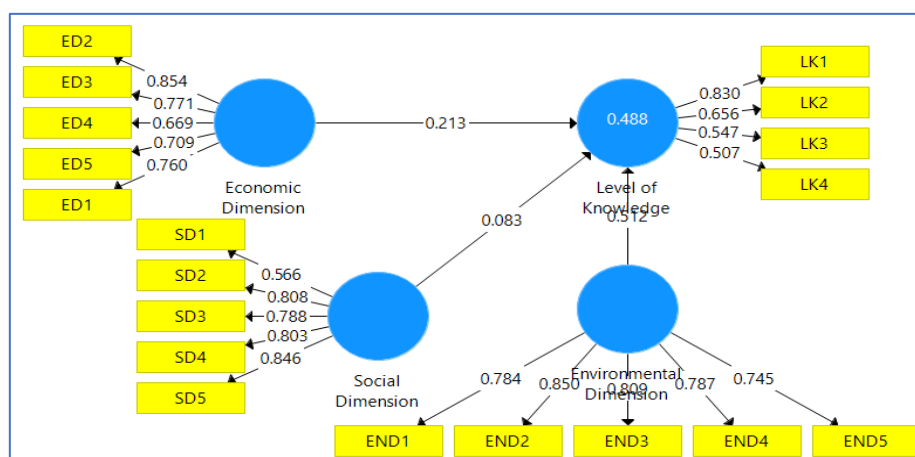 ED2
0.854
ED3
0.771
ED4
0.669
ED5
0.709
ED1
0.760
Economic
Dimension
0.213
0.488
Level of
Knowledge
0.830
LK1
0.656
LK2
0.547
LK3
0.507
LK4
0.083
0.512
SD1
0.566
SD2
0.808
SD3
0.788
SD4
0.803
SD5
0.846
Social
Dimension
Environmental
Dimension
0.784
0.850
0.809
0.787
0.745
END1
END2
END3
END4
END5